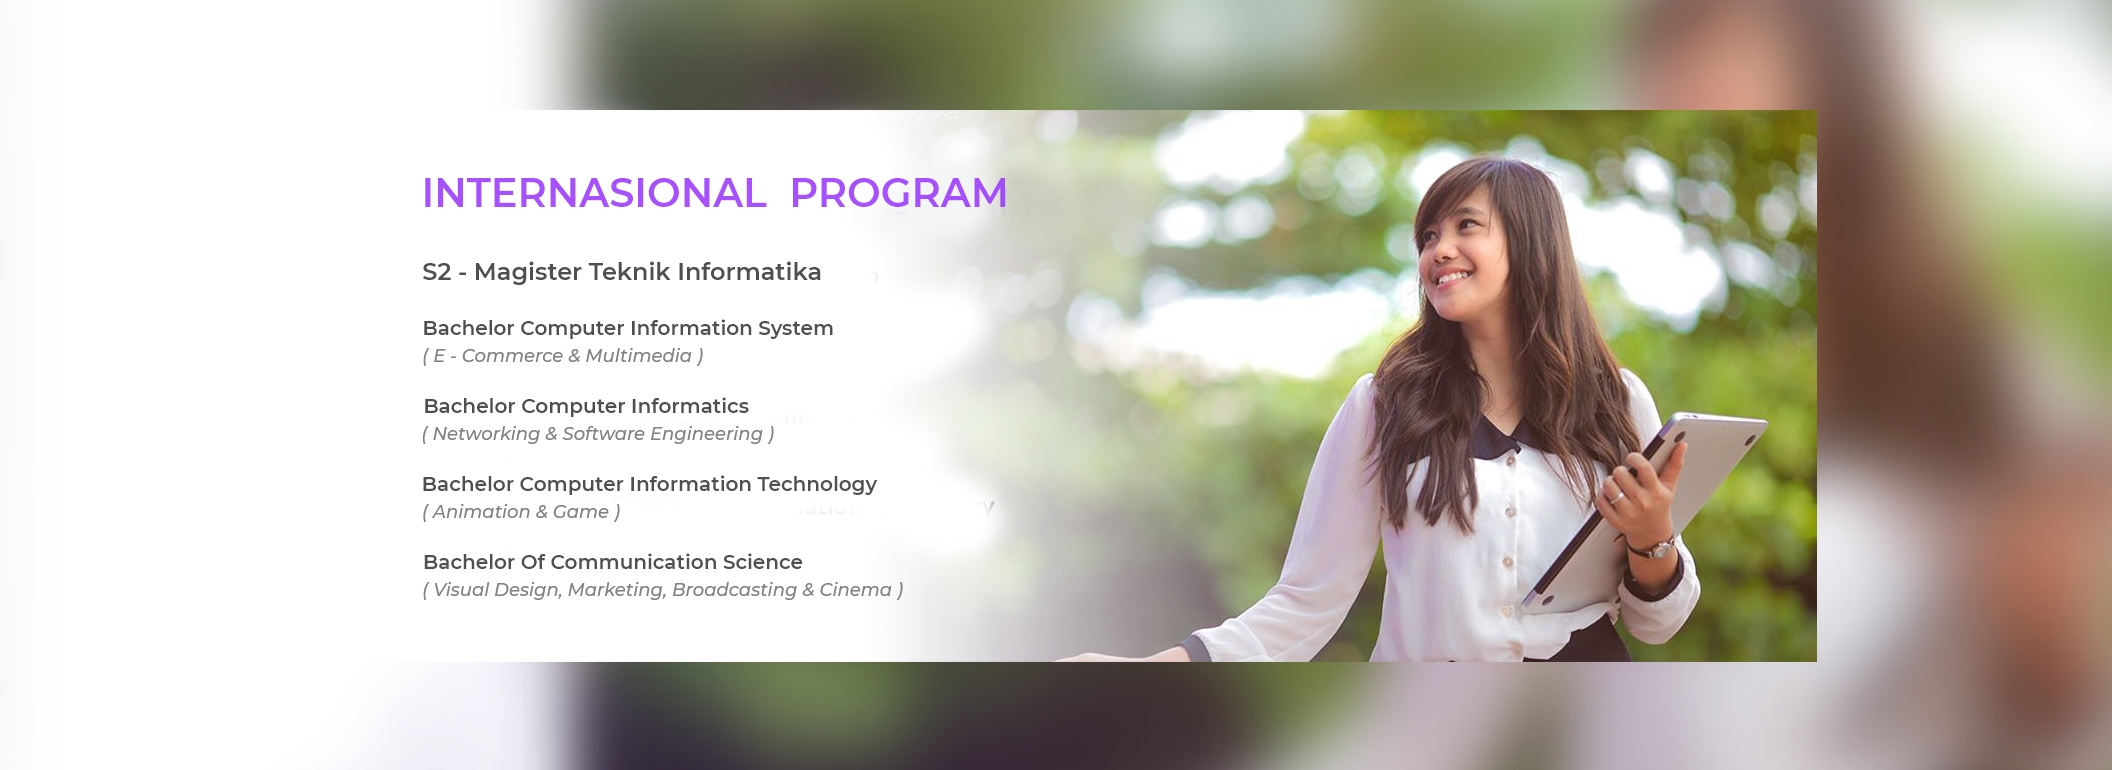 INTERNASIONAL PROGRAM
S2 - Magister Teknik Informatika
Bachelor Computer Information System
( E - Commerce & Multimedia )
Bachelor Computer Informatics
( Networking & Software Engineering )
Bachelor Computer Information Technology
( Animation & Game )
Bachelor Of Communication Science
( Visual Design, Marketing, Broadcasting & Cinema )